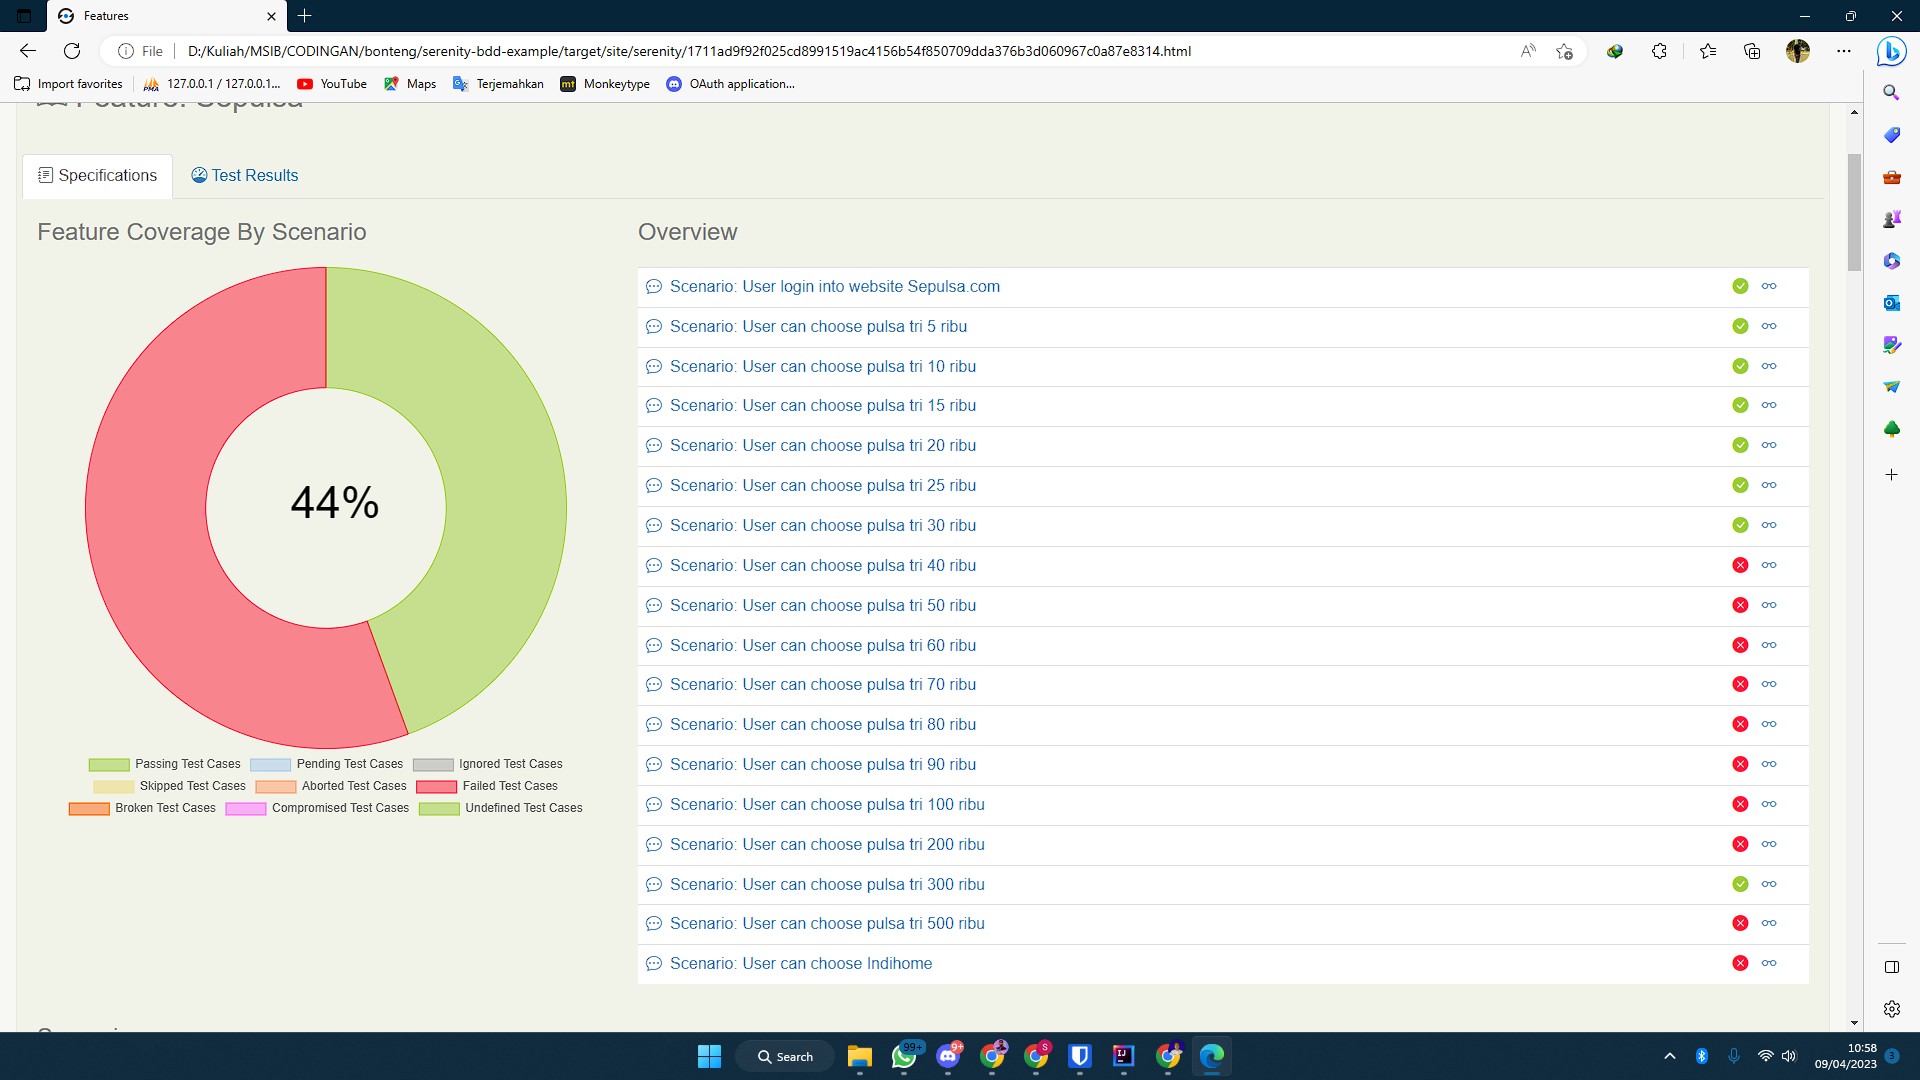 Features
File
D:/Kuliah/MSIB/CODINGAN/bonteng/serenity-bdd-example/target/site/serenity/1711ad9f92f025cd8991519ac4156b54f850709dda376b3d060967c0a87e8314.html
Import favorites
127.0.0.1 / 127.0.0.1...
YouTube
Maps
Terjemahkan
Monkeytype
OAuth application...
Feature: Sepulsa
Specifications
Test Results
Feature Coverage By Scenario
44%
Passing Test Cases
Pending Test Cases
Ignored Test Cases
Skipped Test Cases
Aborted Test Cases
Failed Test Cases
Broken Test Cases
Compromised Test Cases
Undefined Test Cases
Overview
Scenario: User login into website Sepulsa.com
Scenario: User can choose pulsa tri 5 ribu
Scenario: User can choose pulsa tri 10 ribu
Scenario: User can choose pulsa tri 15 ribu
Scenario: User can choose pulsa tri 20 ribu
Scenario: User can choose pulsa tri 25 ribu
Scenario: User can choose pulsa tri 30 ribu
Scenario: User can choose pulsa tri 40 ribu
Scenario: User can choose pulsa tri 50 ribu
Scenario: User can choose pulsa tri 60 ribu
Scenario: User can choose pulsa tri 70 ribu
Scenario: User can choose pulsa tri 80 ribu
Scenario: User can choose pulsa tri 90 ribu
Scenario: User can choose pulsa tri 100 ribu
Scenario: User can choose pulsa tri 200 ribu
Scenario: User can choose pulsa tri 300 ribu
Scenario: User can choose pulsa tri 500 ribu
Scenario: User can choose Indihome
Search
99+
9+
S
10:58
09/04/2023
3